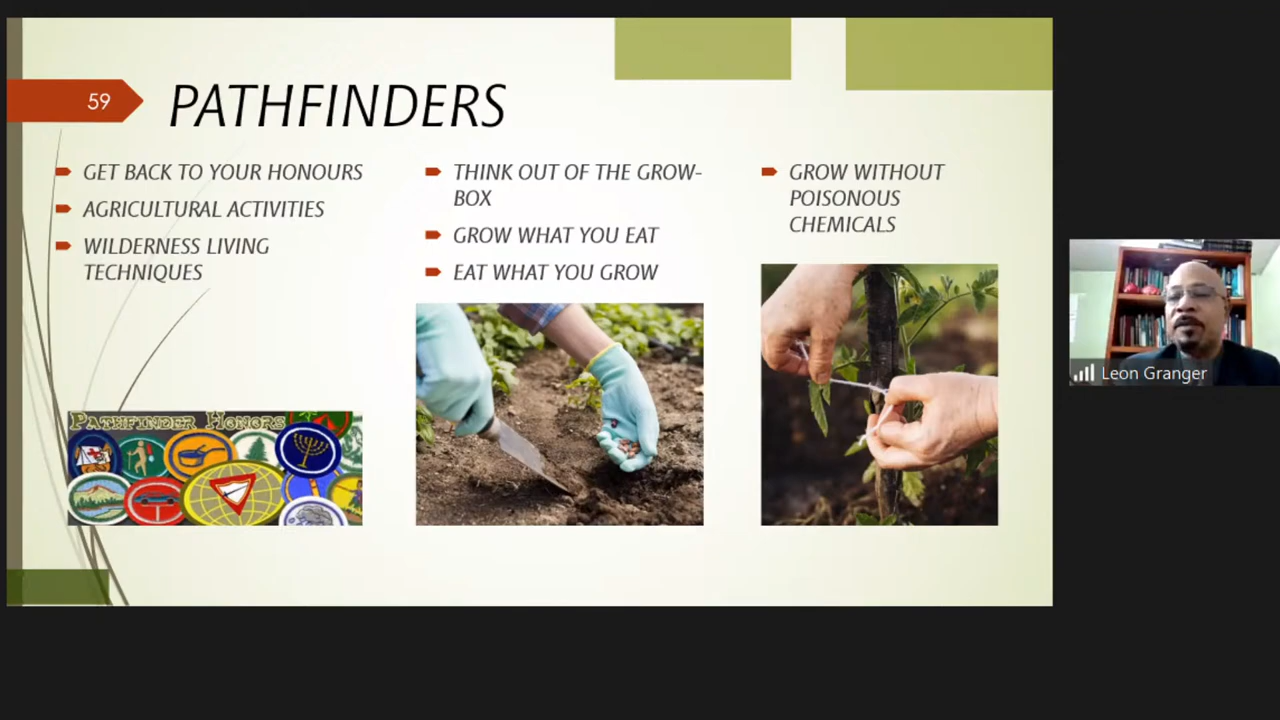 59
PATHFINDERS
GET BACK TO YOUR HONOURS
AGRICULTURAL ACTIVITIES
WILDERNESS LIVING
TECHNIQUES
THINK OUT OF THE GROW-
BOX
GROW WHAT YOU EAT
EAT WHAT YOU GROW
GROW WITHOUT
POISONOUS
CHEMICALS
PATHFINDER HONORS
Leon Granger